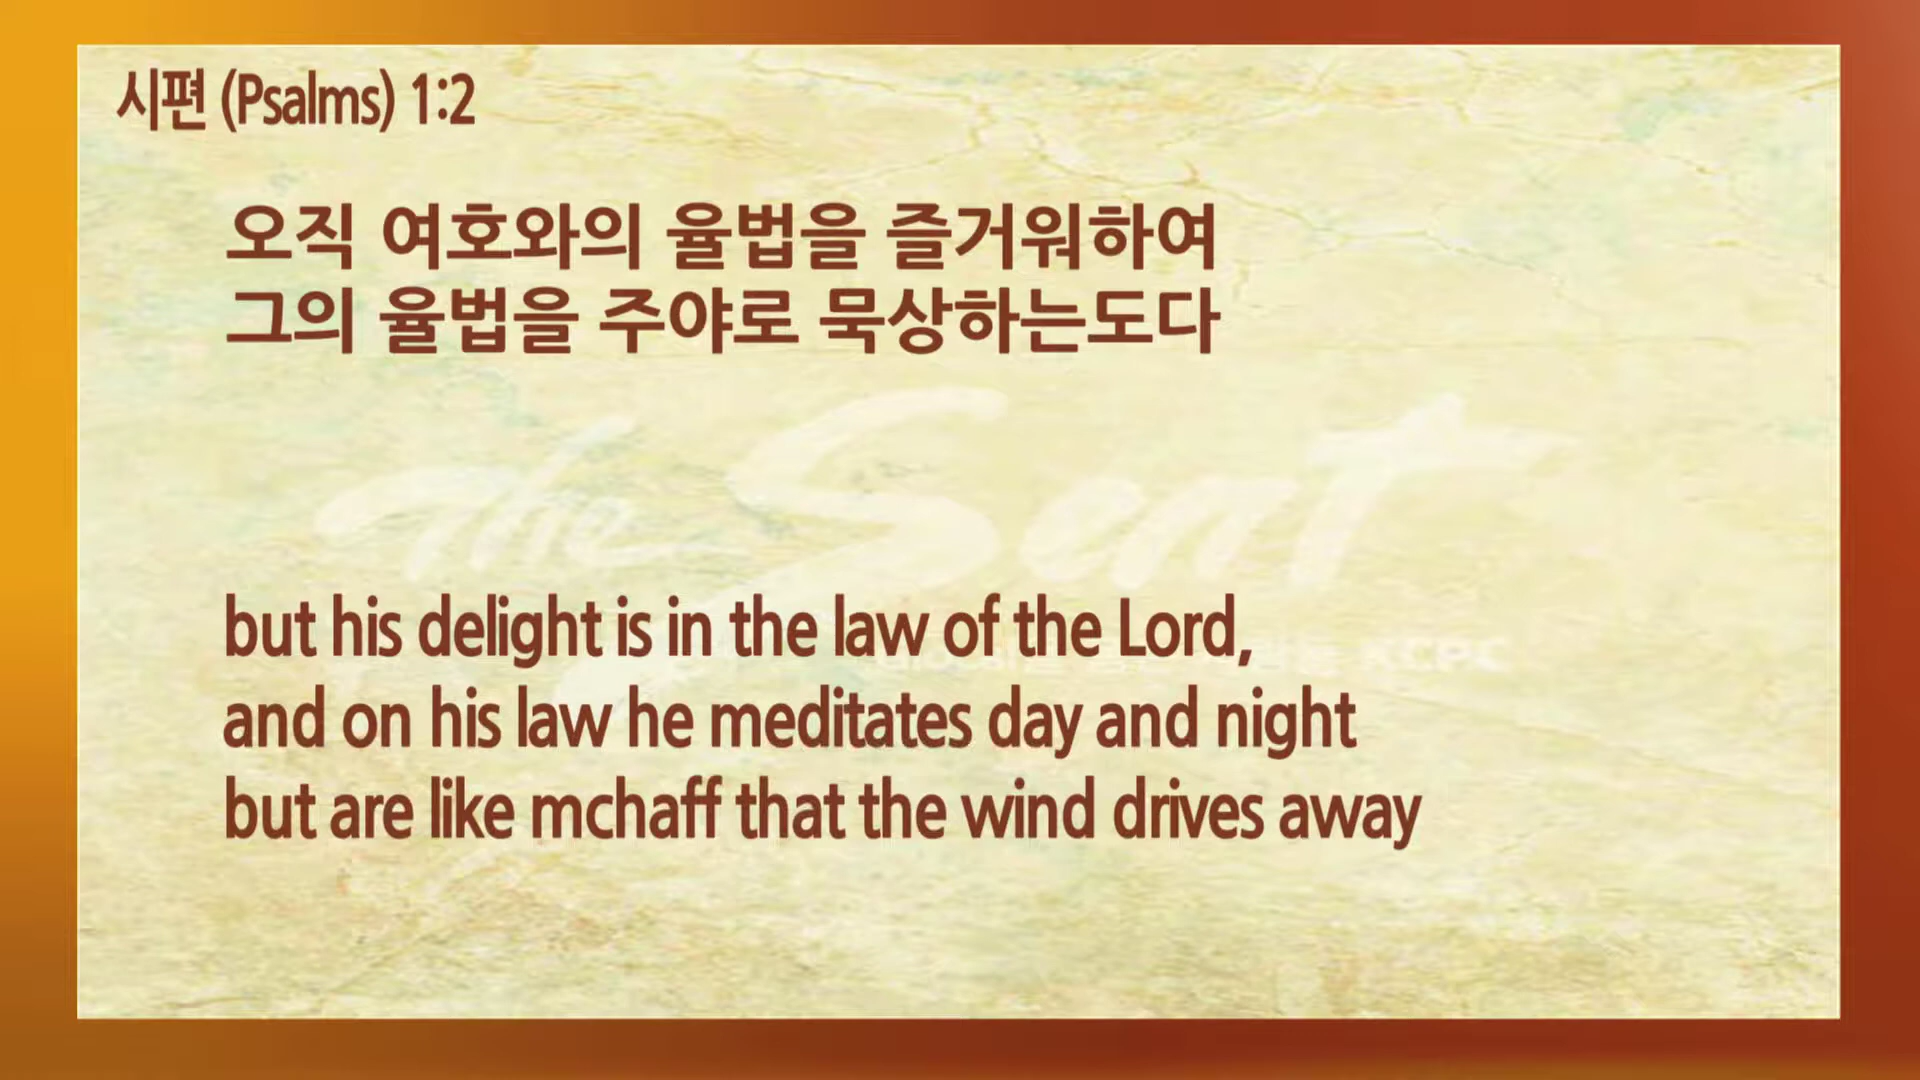 시편 (Psalms) 1:2
오직 여호와의 율법을 즐거워하여
그의 율법을 주야로 묵상하는도다
The Sent
but his delight is in the law of the Lord,
KCPC
and on his law he meditates day and night
but are like mchaff that the wind drives away